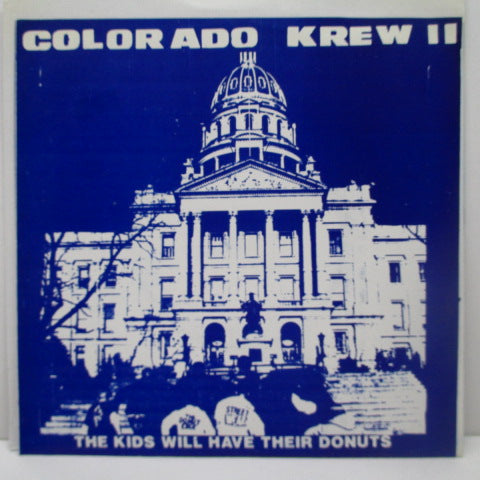 COLORADO KREW II
THE KIDS WILL HAVE THEIR DONUTS